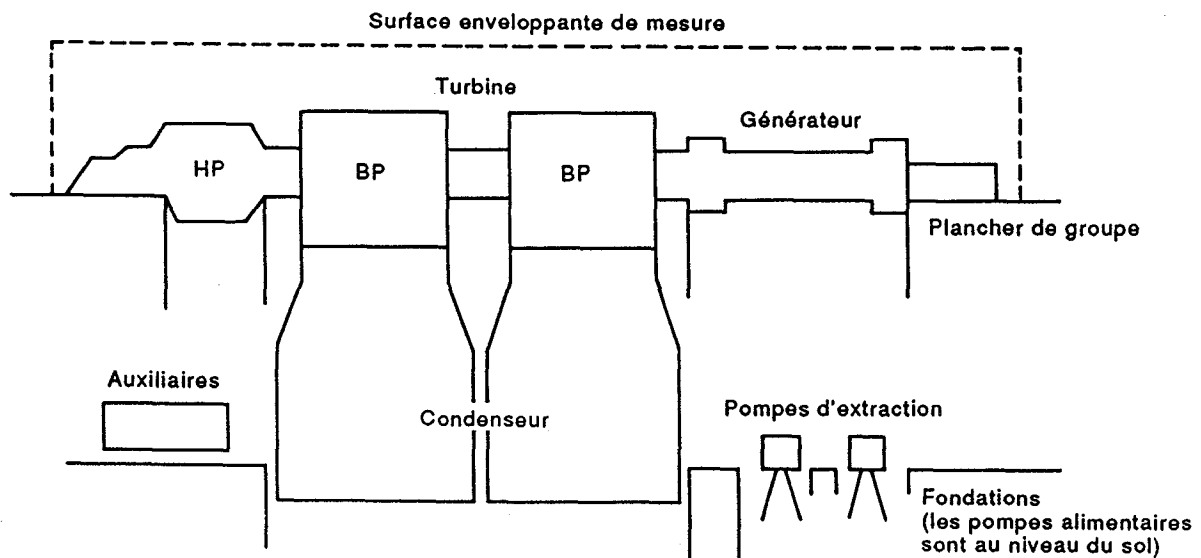 Surface enveloppante de mesure
Turbine
Générateur
HP
BP
BP
Plancher de groupe
Auxiliaires
Condenseur
Pompes d'extraction
Fondations
(les pompes alimentaires
sont au niveau du sol)